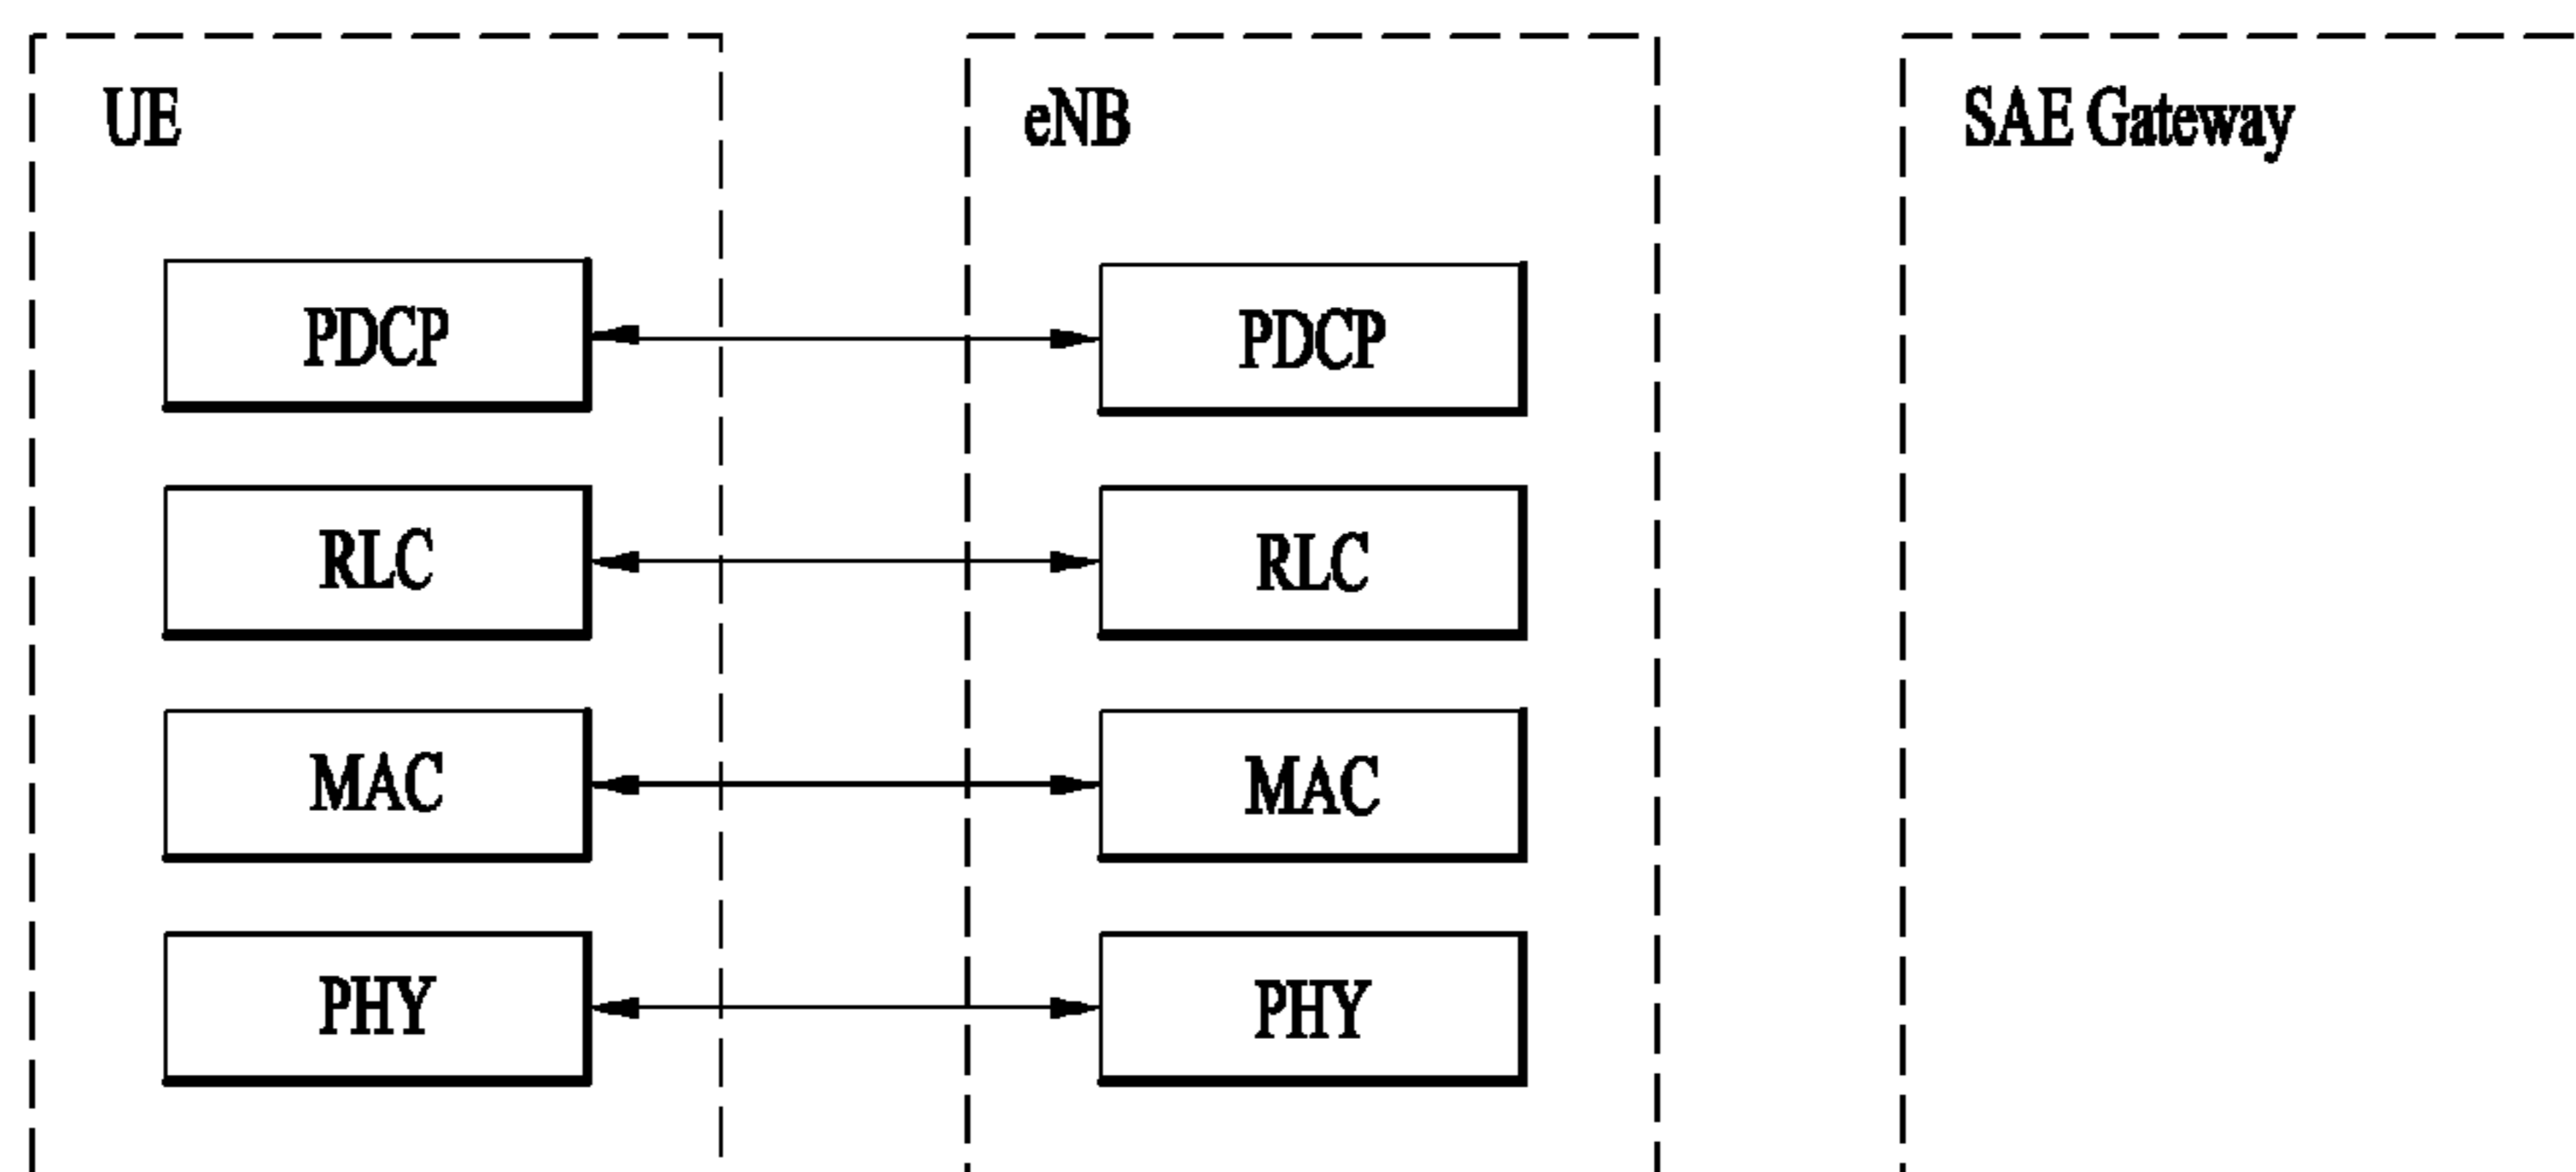 UE
eNB
SAE Gateway
PDCP
PDCP
RLC
RLC
MAC
MAC
PHY
PHY